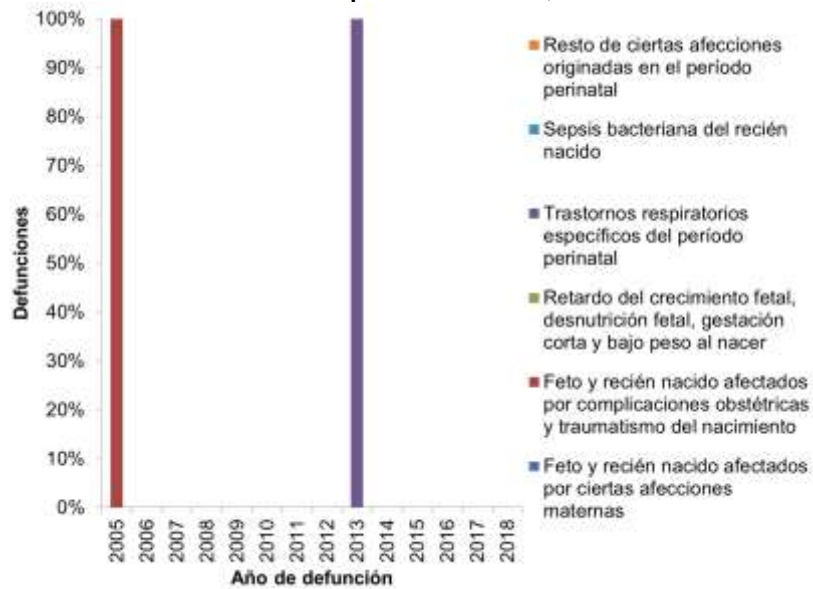 100%
90%
80%
70%
60%
50%
40%
30%
20%
10%
0%
Defunciones
2005
2006
2007
2008
2009
2010
2011
2012
2013
2014
2015
2016
2017
2018
Año de defunción
Resto de ciertas afecciones
originadas en el período
perinatal
Sepsis bacteriana del recién
nacido
Trastornos respiratorios
específicos del período
perinatal
Retardo del crecimiento fetal,
desnutrición fetal, gestación
corta y bajo peso al nacer
Feto y recién nacido afectados
por complicaciones obstétricas
y traumatismo del nacimiento
Feto y recién nacido afectados
por ciertas afecciones
maternas